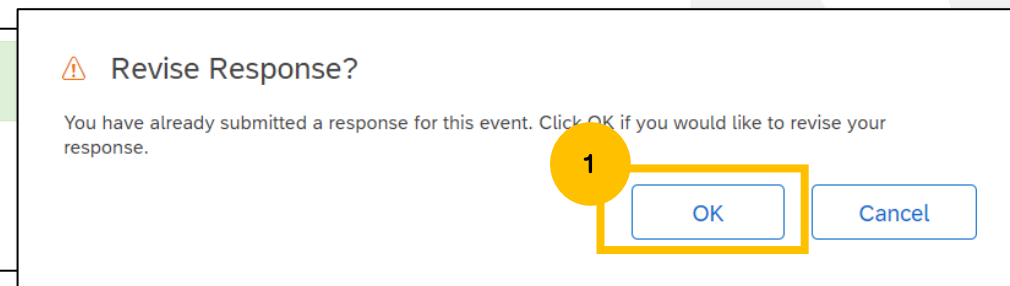 Revise Response?
You have already submitted a response for this event. Click OK if you would like to revise your
response.
1
OK
Cancel